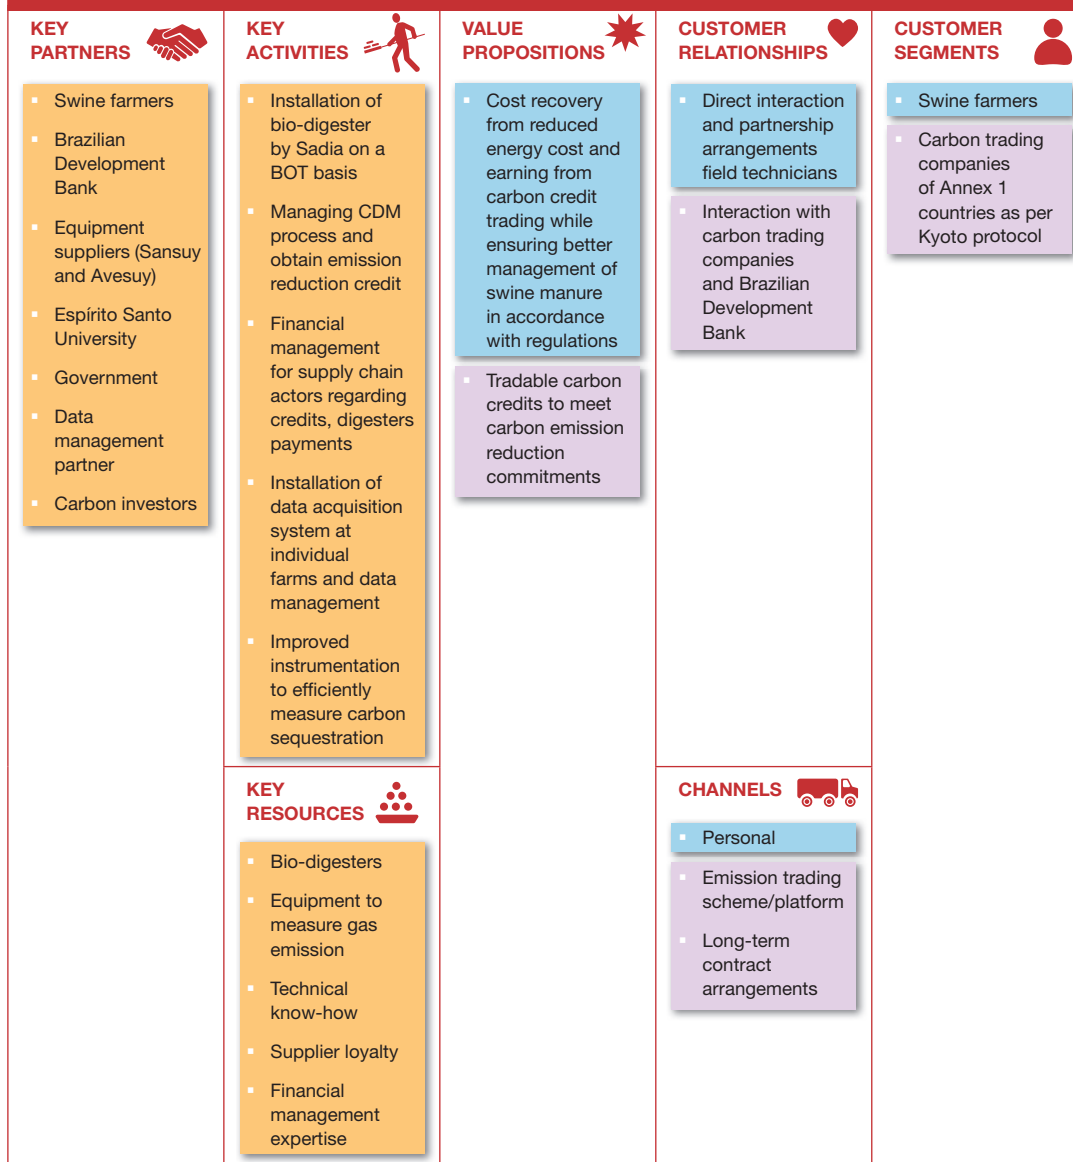 KEY
PARTNERS
Swine farmers
Brazilian
Development
Bank
Equipment
suppliers (Sansuy
and Avesuy)
Espírito Santo
University
Government
Data
management
partner
Carbon investors
KEY
ACTIVITIES
Installation of
bio-digester
by Sadia on a
BOT basis
Managing CDM
process and
obtain emission
reduction credit
Financial
management
for supply chain
actors regarding
credits, digesters
payments
Installation of
data acquisition
system at
individual
farms and data
management
Improved
instrumentation
to efficiently
measure carbon
sequestration
KEY
RESOURCES
Bio-digesters
Equipment to
measure gas
emission
Technical
know-how
Supplier loyalty
Financial
management
expertise
VALUE
PROPOSITIONS
Cost recovery
from reduced
energy cost and
earning from
carbon credit
trading while
ensuring better
management of
swine manure
in accordance
with regulations
Tradable carbon
credits to meet
carbon emission
reduction
commitments
CUSTOMER
RELATIONSHIPS
Direct interaction
and partnership
arrangements
field technicians
Interaction with
carbon trading
companies
and Brazilian
Development
Bank
CHANNELS
Personal
Emission trading
scheme/platform
Long-term
contract
arrangements
CUSTOMER
SEGMENTS
Swine farmers
Carbon trading
companies
of Annex 1
countries as per
Kyoto protocol